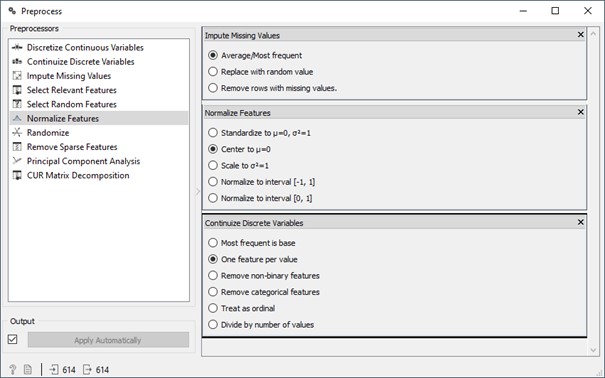 Preprocess
Preprocessors
Discretize Continuous Variables
Continuize Discrete Variables
Impute Missing Values
Select Relevant Features
Select Random Features
Normalize Features
Randomize
Remove Sparse Features
Principal Component Analysis
CUR Matrix Decomposition
Output
Apply Automatically
614
614
Impute Missing Values
Average/Most frequent
Replace with random value
Remove rows with missing values.
Normalize Features
Standardize to μ=0, σ²=1
Center to μ=0
Scale to σ²=1
Normalize to interval [-1, 1]
Normalize to interval [0, 1]
Continuize Discrete Variables
Most frequent is base
One feature per value
Remove non-binary features
Remove categorical features
Treat as ordinal
Divide by number of values